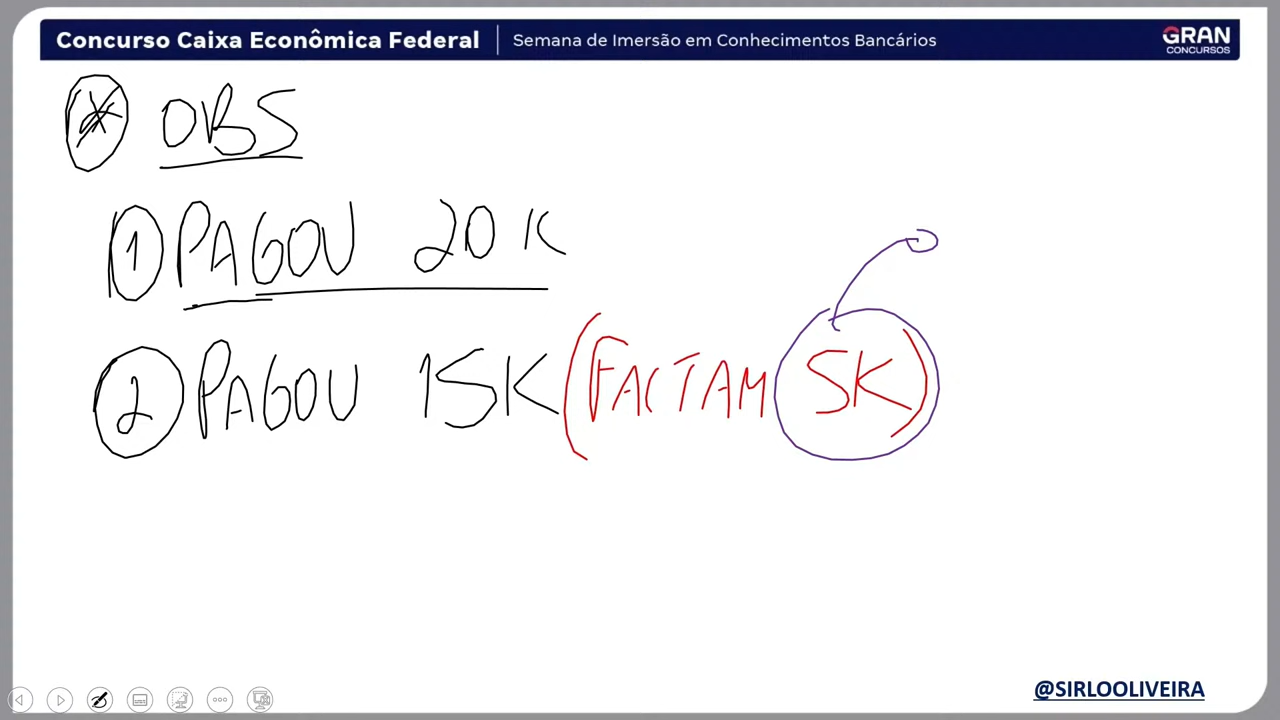 Concurso Caixa Econômica Federal | Semana de Imersão em Conhecimentos Bancários
GRAN CONCURSOS
* OBS
1 PAGOU 20 K
2 PAGOU 15K (FACTAM 5K)
@SIRLOOLIVEIRA